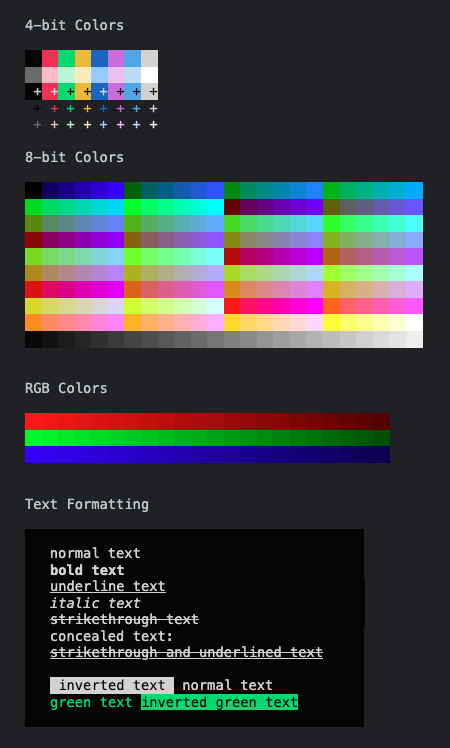 4-bit Colors
+ + + + + + + +
+ + + + + + + +
+ + + + + + + +
8-bit Colors
RGB Colors
Text Formatting
normal text
bold text
underline text
italic text
strikethrough text
concealed text:
strikethrough and underlined text
inverted text normal text
green text inverted green text